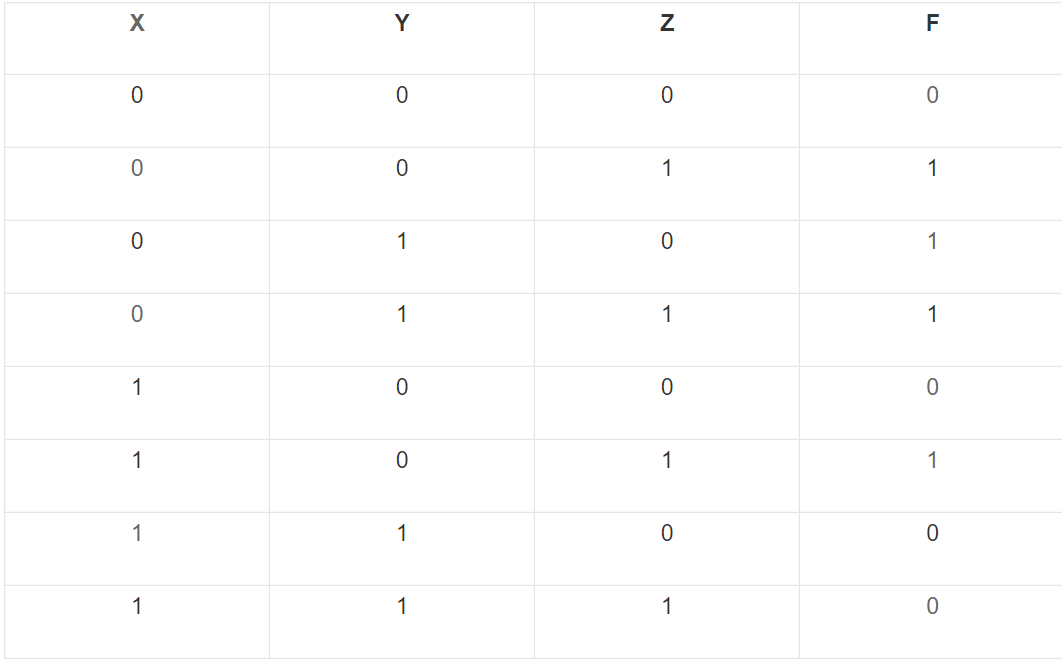 X Y Z F
0 0 0 0
0 0 1 1
0 1 0 1
0 1 1 1
1 0 0 0
1 0 1 1
1 1 0 0
1 1 1 0